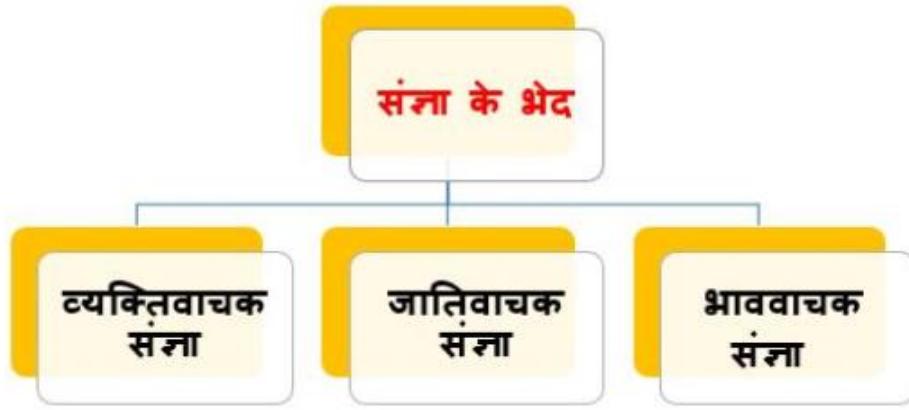 संज्ञा के भेद
व्यक्तिवाचक
संज्ञा
जातिवाचक
संज्ञा
भाववाचक
संज्ञा